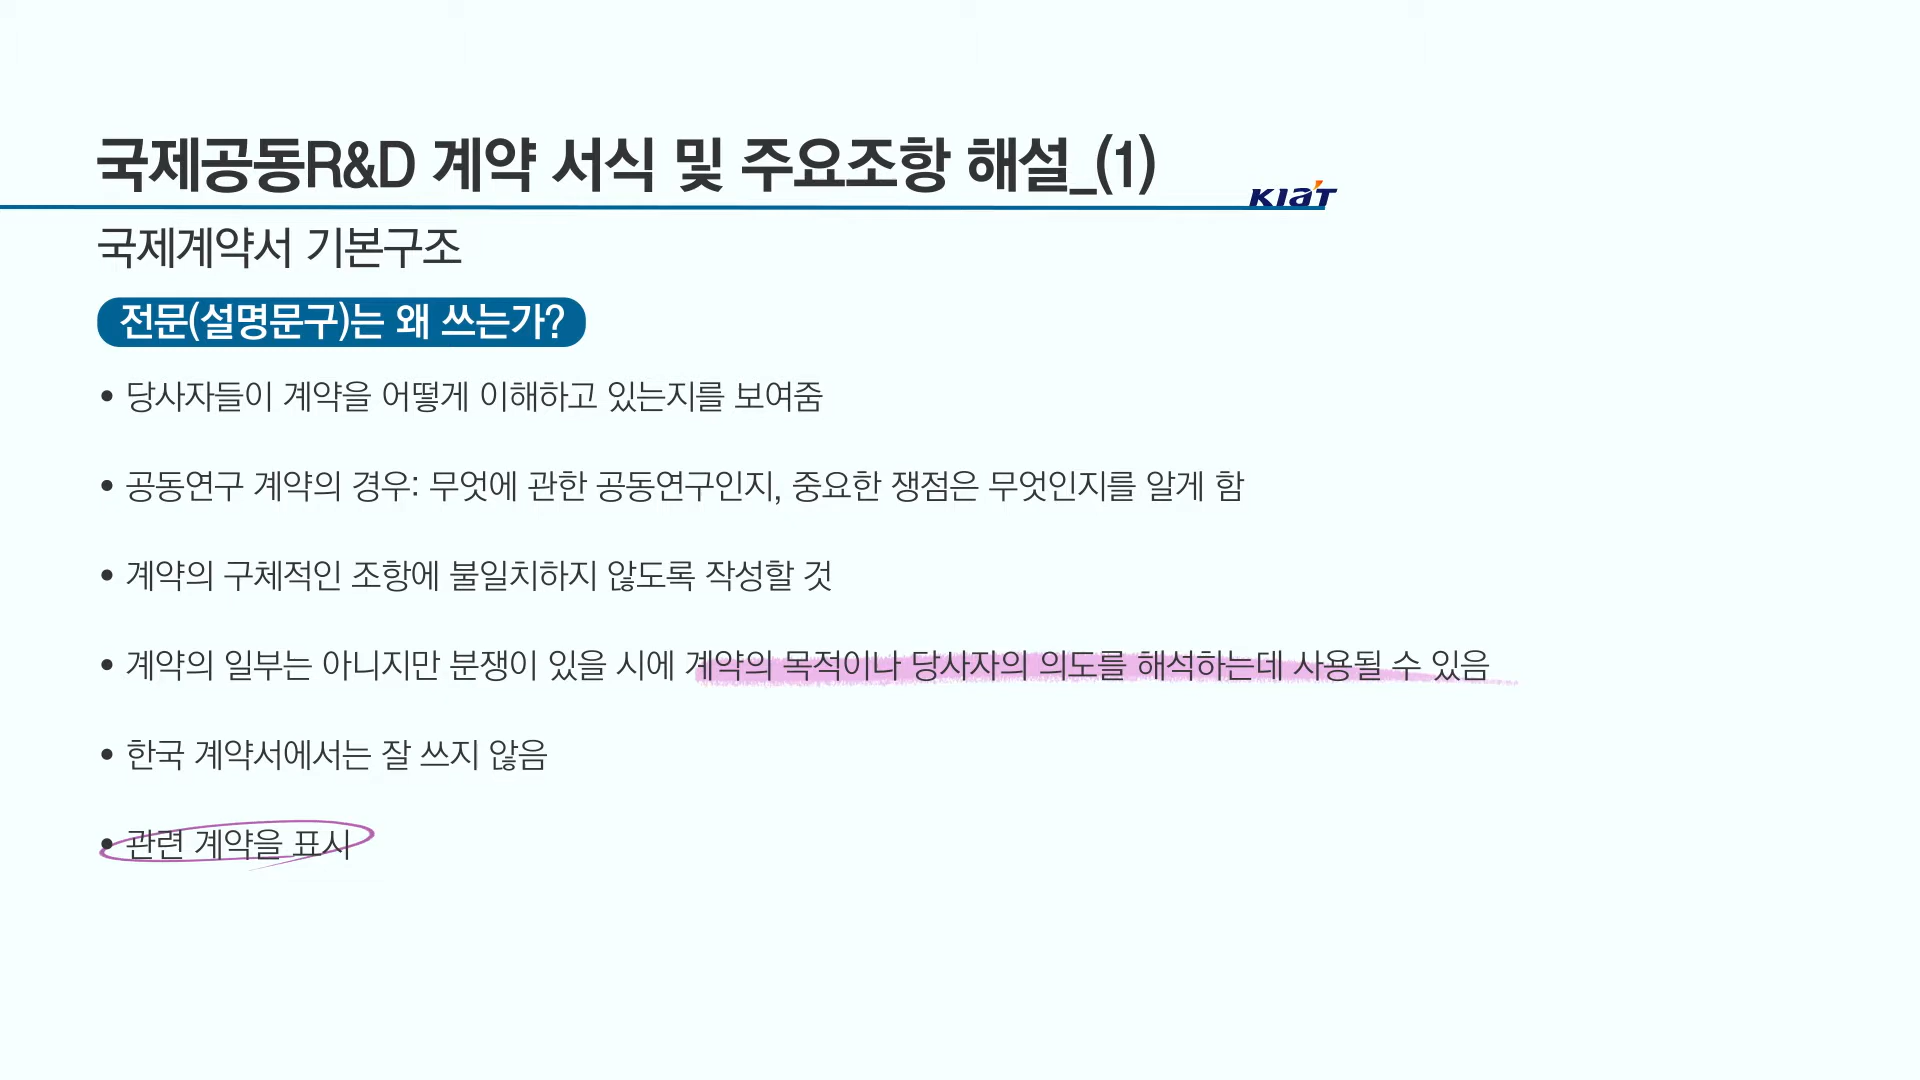 국제공동R&D 계약 서식 및 주요조항 해설_(1)
KIAT
국제계약서 기본구조
전문(설명문구)는 왜 쓰는가?
• 당사자들이 계약을 어떻게 이해하고 있는지를 보여줌
• 공동연구 계약의 경우: 무엇에 관한 공동연구인지, 중요한 쟁점은 무엇인지를 알게 함
• 계약의 구체적인 조항에 불일치하지 않도록 작성할 것
• 계약의 일부는 아니지만 분쟁이 있을 시에 계약의 목적이나 당사자의 의도를 해석하는데 사용될 수 있음
• 한국 계약서에서는 잘 쓰지 않음
• 관련 계약을 표시